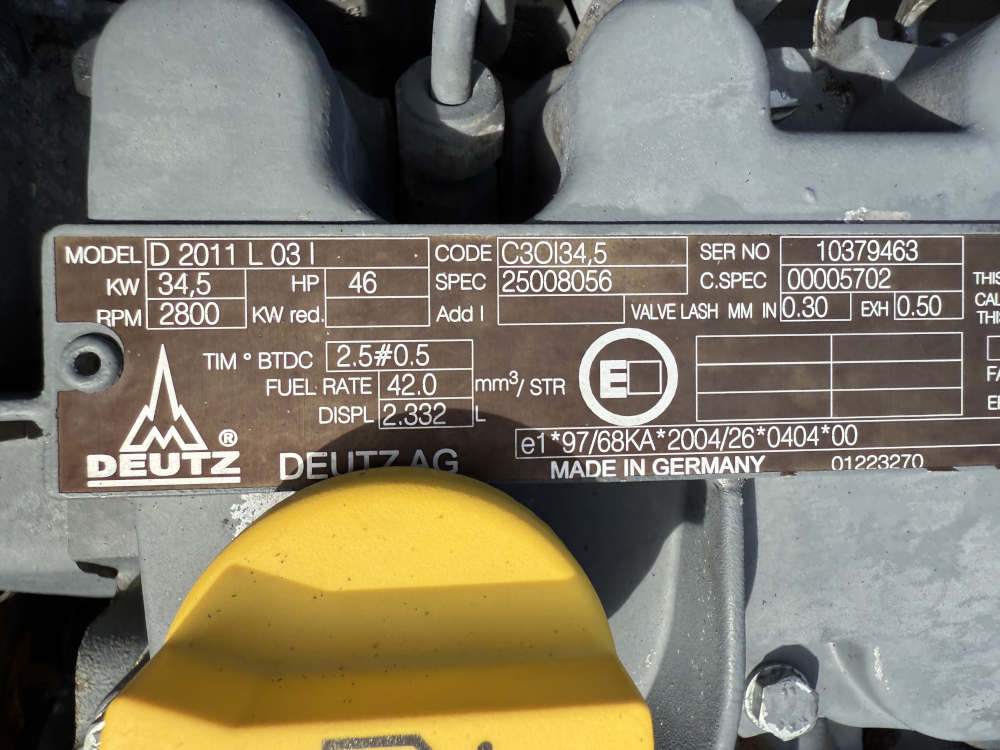 MODEL D 2011 L 03 I CODE C3OI34,5 SER NO 10379463
KW 34,5 HP 46 SPEC 25008056 C.SPEC 00005702 THIS
RPM 2800 KW red. Add I VALVE LASH MM IN 0.30 EXH 0.50 CAL
THIS
TIM ° BTDC 2.5#0.5
FUEL RATE 42.0 mm³/ STR E
DISPL 2.332 L
e1*97/68KA*2004/26*0404*00
DEUTZ ® DEUTZ AG MADE IN GERMANY 01223270